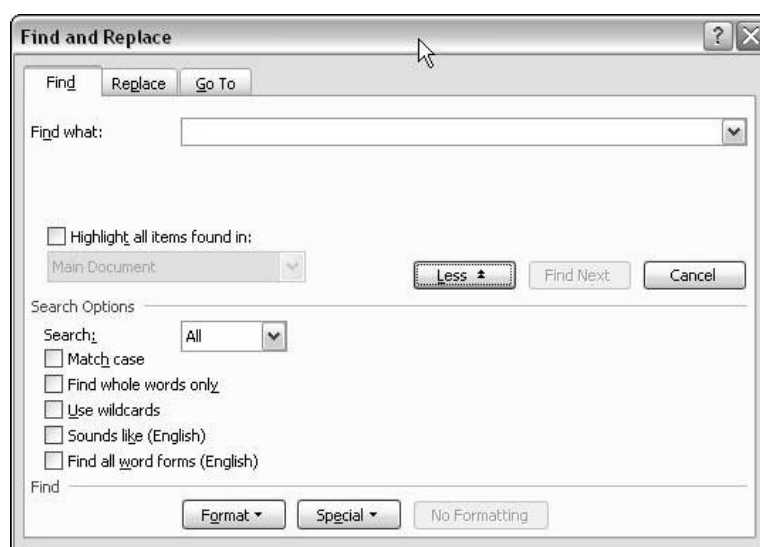 Find and Replace
Find Replace Go To
Find what:
Highlight all items found in:
Main Document Less Find Next Cancel
Search Options
Search: All
Match case
Find whole words only
Use wildcards
Sounds like (English)
Find all word forms (English)
Find
Format Special No Formatting